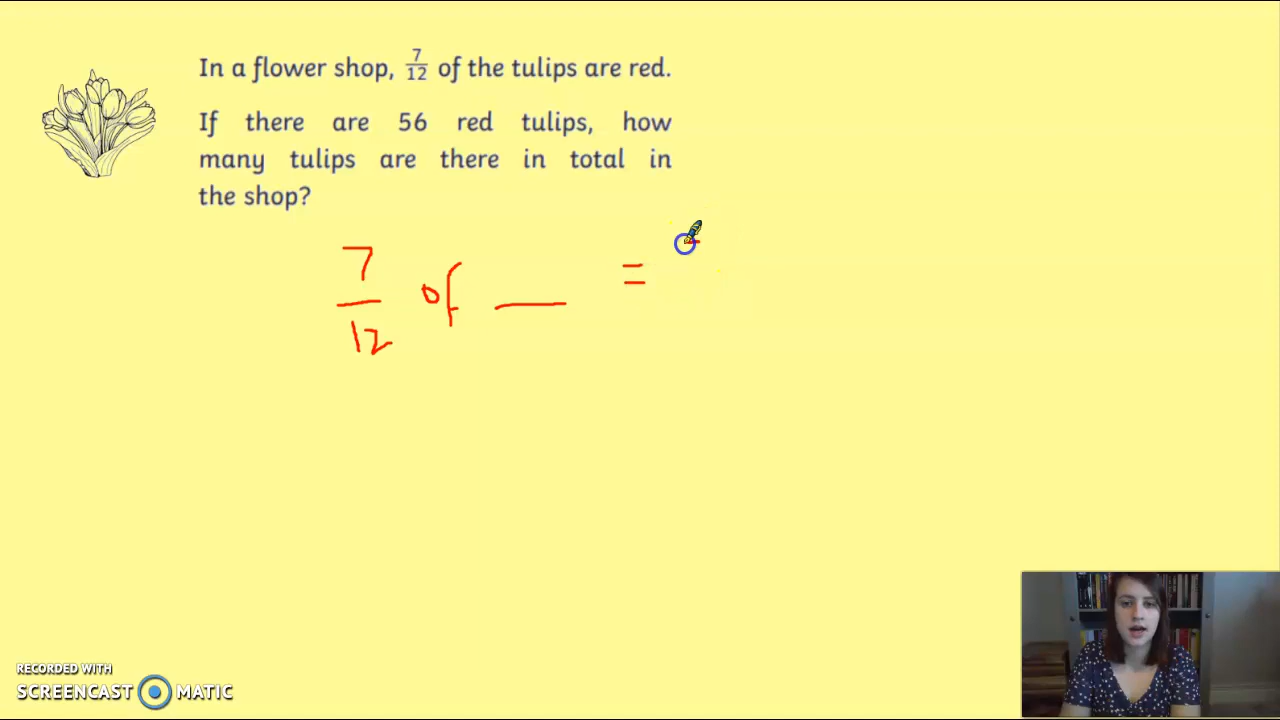 In a flower shop, 7/12 of the tulips are red.
If there are 56 red tulips, how
many tulips are there in total in
the shop?
7/12 of __ =
RECORDED WITH
SCREENCAST MATIC